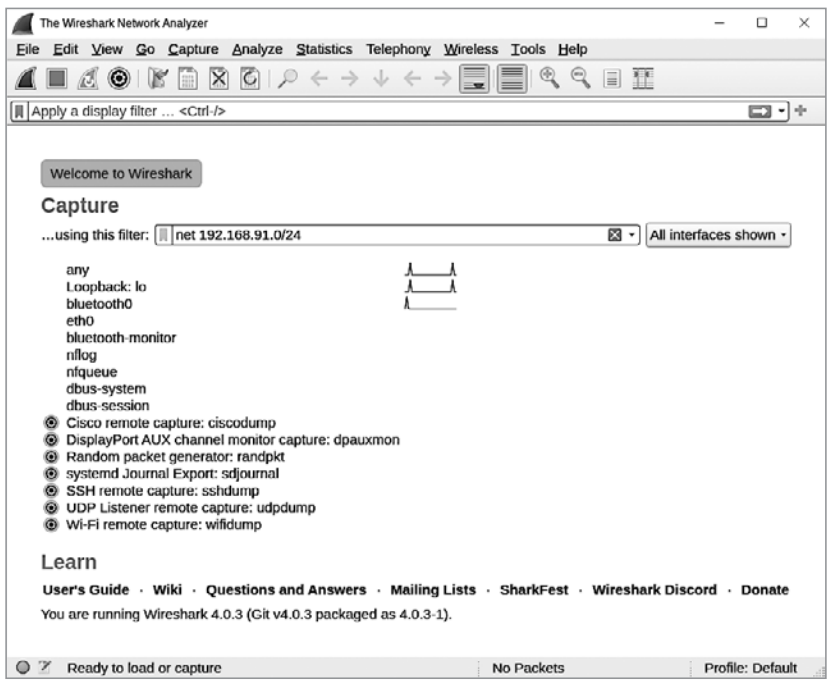 The Wireshark Network Analyzer
File Edit View Go Capture Analyze Statistics Telephony Wireless Tools Help
Apply a display filter ... <Ctrl-/>
Welcome to Wireshark
Capture
...using this filter: net 192.168.91.0/24 All interfaces shown
any
Loopback: lo
bluetooth0
eth0
bluetooth-monitor
nflog
nfqueue
dbus-system
dbus-session
Cisco remote capture: ciscodump
DisplayPort AUX channel monitor capture: dpauxmon
Random packet generator: randpkt
systemd Journal Export: sdjournal
SSH remote capture: sshdump
UDP Listener remote capture: udpdump
Wi-Fi remote capture: wifidump
Learn
User's Guide · Wiki · Questions and Answers · Mailing Lists · SharkFest · Wireshark Discord · Donate
You are running Wireshark 4.0.3 (Git v4.0.3 packaged as 4.0.3-1).
Ready to load or capture No Packets Profile: Default